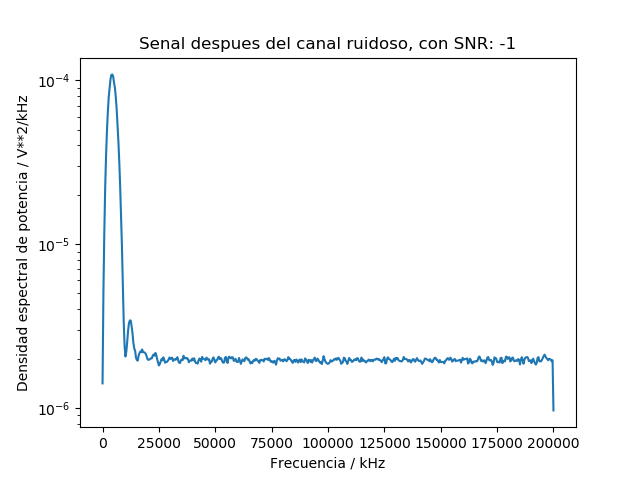 Senal despues del canal ruidoso, con SNR: -1
Densidad espectral de potencia / V**2/kHz
10⁻⁴
10⁻⁵
10⁻⁶
0 25000 50000 75000 100000 125000 150000 175000 200000
Frecuencia / kHz